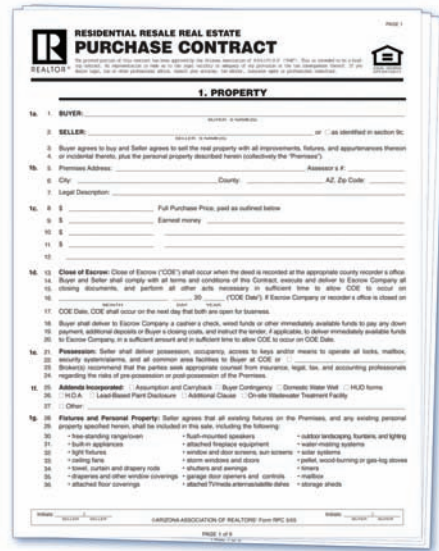 PAGE 1
RESIDENTIAL RESALE REAL ESTATE
PURCHASE CONTRACT
REALTOR®
1. PROPERTY
1a. 1. BUYER:
BUYER'S NAME(S)
2. SELLER: or as identified in section 9c.
SELLER'S NAME(S)
3. Buyer agrees to buy and Seller agrees to sell the real property with all improvements, fixtures, and appurtenances thereon
4. or incidental thereto, plus the personal property described herein (collectively the "Premises").
1b. 5. Premises Address: Assessor's #:
6. City: County: AZ, Zip Code:
7. Legal Description:
1c. 8. $ Full Purchase Price, paid as outlined below
9. $ Earnest money
10. $
11. $
12.
1d. 13. Close of Escrow: Close of Escrow ("COE") shall occur when the deed is recorded at the appropriate county recorder's office.
14. Buyer and Seller shall comply with all terms and conditions of this Contract, execute and deliver to Escrow Company all
15. closing documents, and perform all other acts necessary in sufficient time to allow COE to occur on
16. , 20 ("COE Date"). If Escrow Company or recorder's office is closed on
MONTH DAY YEAR
17. COE Date, COE shall occur on the next day that both are open for business.
18. Buyer shall deliver to Escrow Company a cashier's check, wired funds or other immediately available funds to pay any down
19. payment, additional deposits or Buyer's closing costs, and instruct the lender, if applicable, to deliver immediately available funds
20. to Escrow Company, in a sufficient amount and in sufficient time to allow COE to occur on COE Date.
1e. 21. Possession: Seller shall deliver possession, occupancy, access to keys and/or means to operate all locks, mailbox,
22. security system/alarms, and all common area facilities to Buyer at COE or
23. Broker(s) recommend that the parties seek appropriate counsel from insurance, legal, tax, and accounting professionals
24. regarding the risks of pre-possession or post-possession of the Premises.
1f. 25. Addenda Incorporated: Assumption and Carryback Buyer Contingency Domestic Water Well HUD forms
26. H.O.A. Lead-Based Paint Disclosure Additional Clause On-site Wastewater Treatment Facility
27. Other:
1g. 28. Fixtures and Personal Property: Seller agrees that all existing fixtures on the Premises, and any existing personal
29. property specified herein, shall be included in this sale, including the following:
30. • free-standing range/oven • flush-mounted speakers • outdoor landscaping, fountains, and lighting
31. • built-in appliances • attached fireplace equipment • water-misting systems
32. • light fixtures • window and door screens, sun screens • solar systems
33. • ceiling fans • storm windows and doors • pellet, wood-burning or gas-log stoves
34. • towel, curtain and drapery rods • shutters and awnings • timers
35. • draperies and other window coverings • garage door openers and controls • mailbox
36. • attached floor coverings • attached TV/media antennas/satellite dishes • storage sheds
Initials: Initials:
SELLER SELLER ©ARIZONA ASSOCIATION OF REALTORS® Form RPC 5/05 BUYER BUYER
PAGE 1 of 9